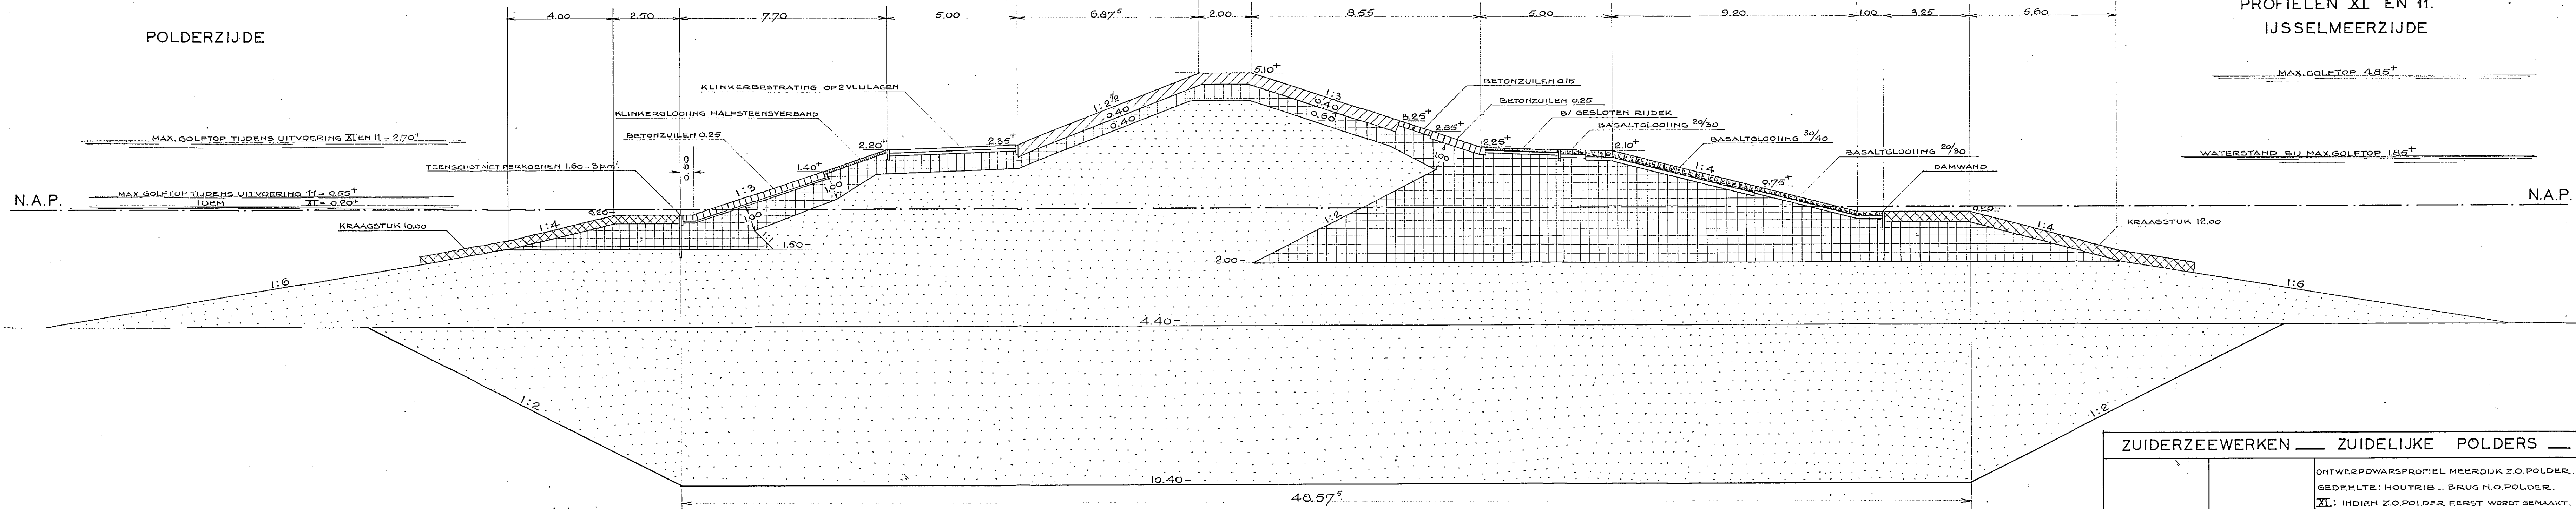 4.00 2.50 7.70 5.00 6.87⁵ 2.00 8.55 5.00 9.20 1.00 3.25 5.60
PROFIELEN XI EN 11.
IJSSELMEERZIJDE
POLDERZIJDE
MAX. GOLFTOP 4.85+
5.10+
KLINKERBESTRATING OP 2 VLIJLAGEN
BETONZUILEN 0.15
1:2½
0.40
0.40
1:3
0.40
0.60
BETONZUILEN 0.25
KLINKERGLOOIING HALFSTEENSVERBAND
3.25+
B/ GESLOTEN RIJDEK
BETONZUILEN 0.25
2.85+
BASALTGLOOIING 20/30
MAX. GOLFTOP TIJDENS UITVOERING XI EN 11 = 2.70+
2.20+
2.35+
2.25+
2.10+
BASALTGLOOIING 30/40
BASALTGLOOIING 20/30
WATERSTAND BIJ MAX. GOLFTOP 1.85+
TEENSCHOT MET PERKOENEN 1.60 - 3 p.m'.
0.50
1.40+
1.00
1:4
DAMWAND
1:3
1.00
0.75+
MAX. GOLFTOP TIJDENS UITVOERING 11 = 0.55+
IDEM XI = 0.20+
N.A.P.
N.A.P.
0.20-
1.00
1:2
0.20-
KRAAGSTUK 10.00
1:4
1:1
1.50-
1:4
KRAAGSTUK 12.00
2.00-
1:6
1:6
4.40-
1:2
1:2
10.40-
48.57⁵
ZUIDERZEEWERKEN — ZUIDELIJKE POLDERS —
ONTWERPDWARSPROFIEL MEERDIJK Z.O.POLDER.
GEDEELTE: HOUTRIB - BRUG N.O.POLDER.
XI: INDIEN Z.O.POLDER EERST WORDT GEMAAKT.